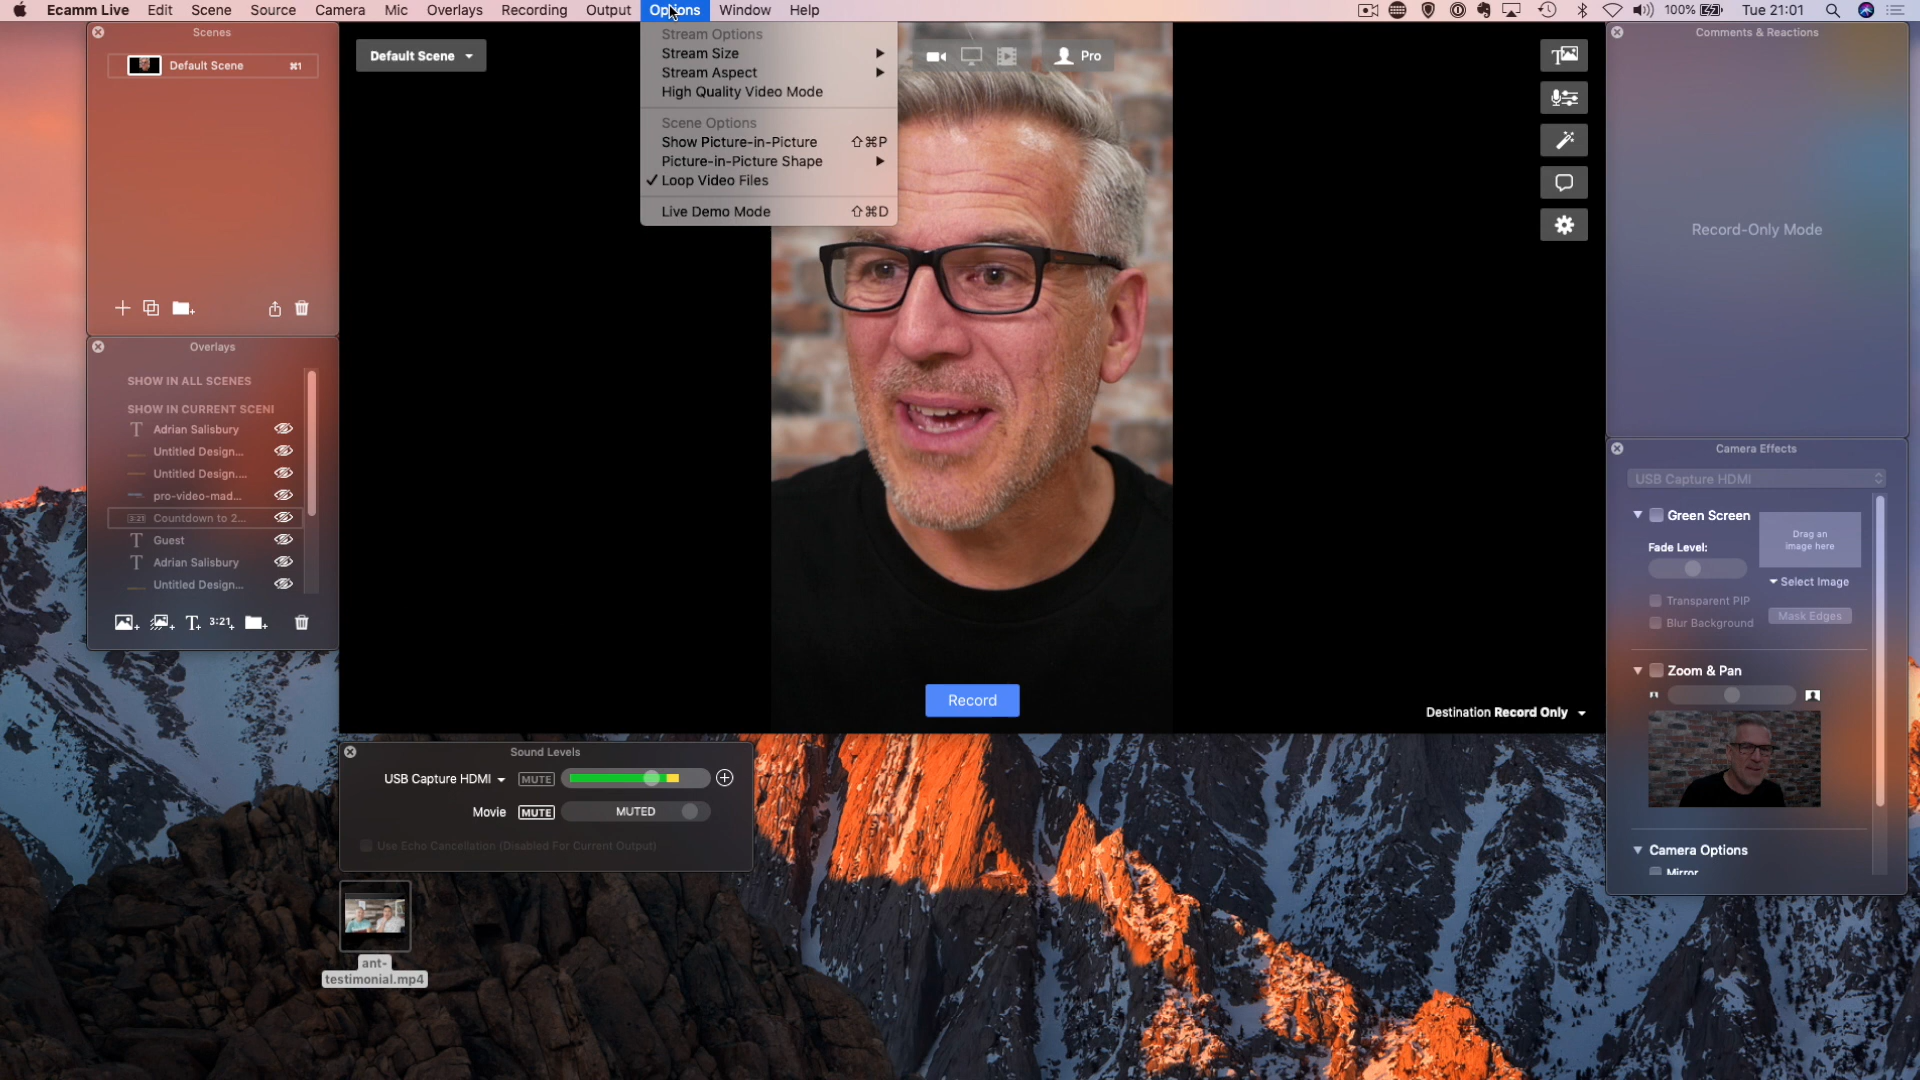 Ecamm Live Edit Scene Source Camera Mic Overlays Recording Output Options Window Help 100% Tue 21:01
Scenes
Default Scene ⌘1
Overlays
SHOW IN ALL SCENES
SHOW IN CURRENT SCENI
Adrian Salisbury
Untitled Design...
Untitled Design....
pro-video-mad...
3:21 Countdown to 2...
Guest
Adrian Salisbury
Untitled Design...
3:21
Default Scene
Stream Options
Stream Size
Stream Aspect
High Quality Video Mode
Scene Options
Show Picture-in-Picture ⇧⌘P
Picture-in-Picture Shape
✓ Loop Video Files
Live Demo Mode ⇧⌘D
Pro
Record
Destination Record Only
Sound Levels
USB Capture HDMI MUTE
Movie MUTE MUTED
Use Echo Cancellation (Disabled For Current Output)
ant-
testimonial.mp4
Comments & Reactions
Record-Only Mode
Camera Effects
USB Capture HDMI
Green Screen
Drag an
image here
Fade Level:
Select Image
Transparent PIP
Mask Edges
Blur Background
Zoom & Pan
Camera Options
Mirror